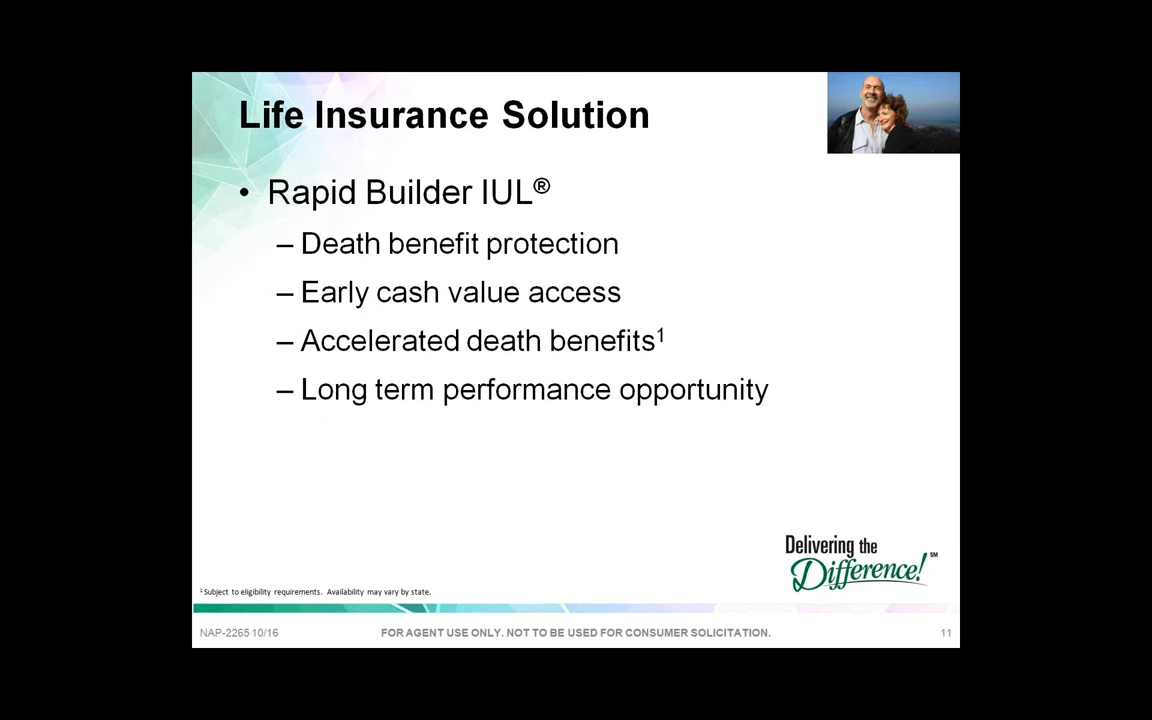 Life Insurance Solution
• Rapid Builder IUL®
– Death benefit protection
– Early cash value access
– Accelerated death benefits¹
– Long term performance opportunity
Delivering the
Difference! SM
¹ Subject to eligibility requirements. Availability may vary by state.
NAP-2265 10/16 FOR AGENT USE ONLY. NOT TO BE USED FOR CONSUMER SOLICITATION. 11